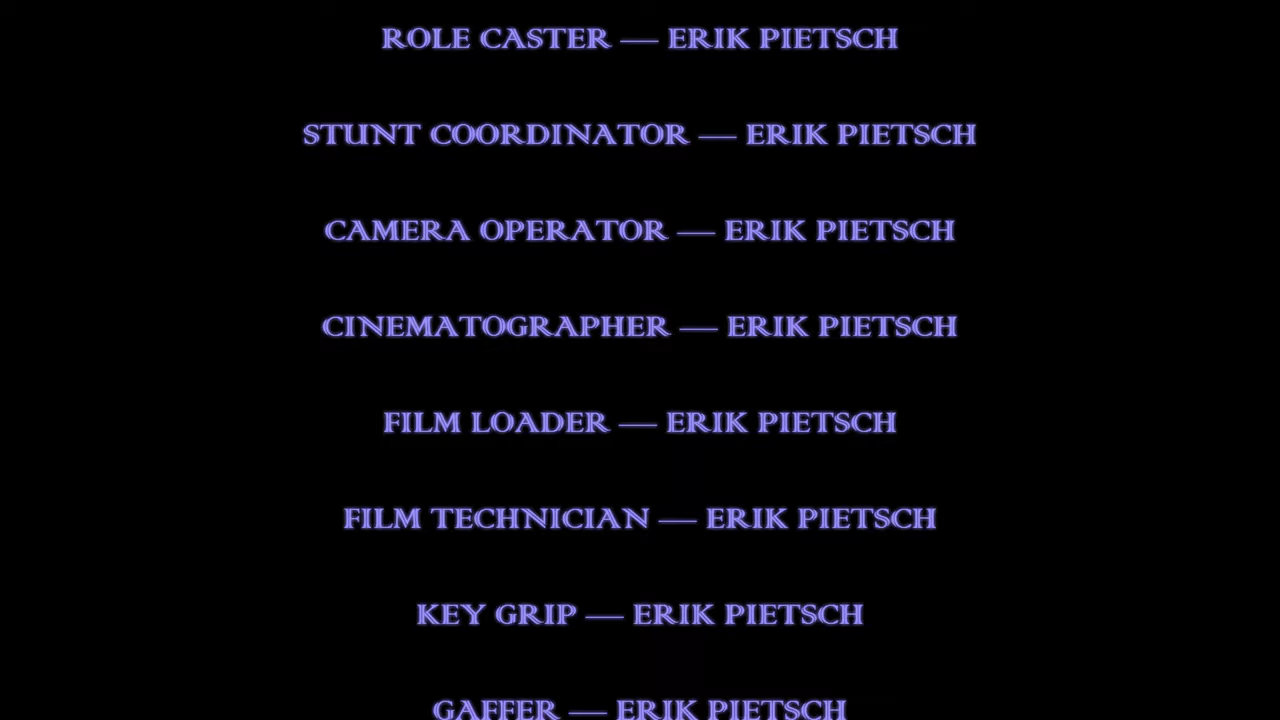 ROLE CASTER — ERIK PIETSCH
STUNT COORDINATOR — ERIK PIETSCH
CAMERA OPERATOR — ERIK PIETSCH
CINEMATOGRAPHER — ERIK PIETSCH
FILM LOADER — ERIK PIETSCH
FILM TECHNICIAN — ERIK PIETSCH
KEY GRIP — ERIK PIETSCH
GAFFER — ERIK PIETSCH